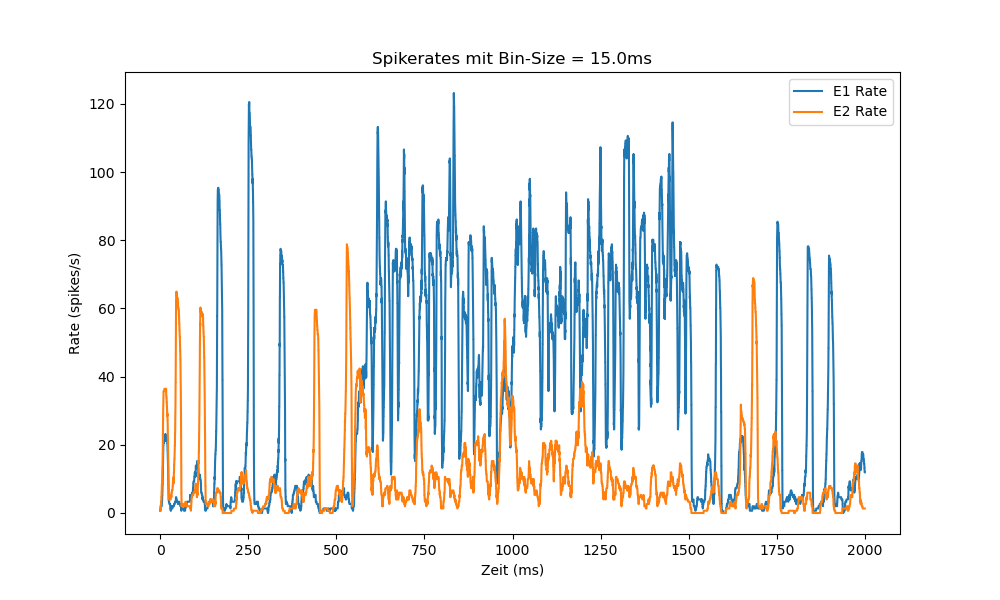 Spikerates mit Bin-Size = 15.0ms
E1 Rate
E2 Rate
Rate (spikes/s)
120
100
80
60
40
20
0
0 250 500 750 1000 1250 1500 1750 2000
Zeit (ms)